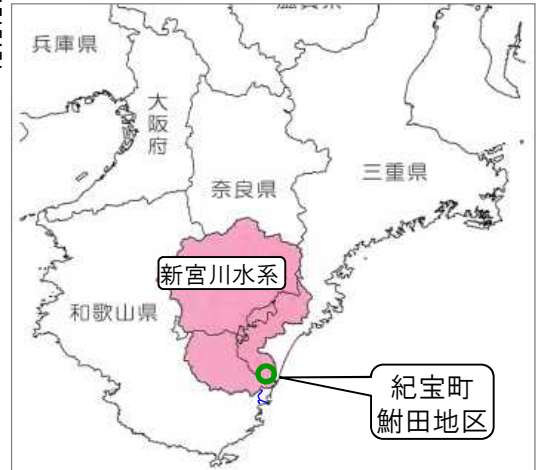 兵庫県
大阪府
奈良県
三重県
新宮川水系
和歌山県
紀宝町
鮒田地区